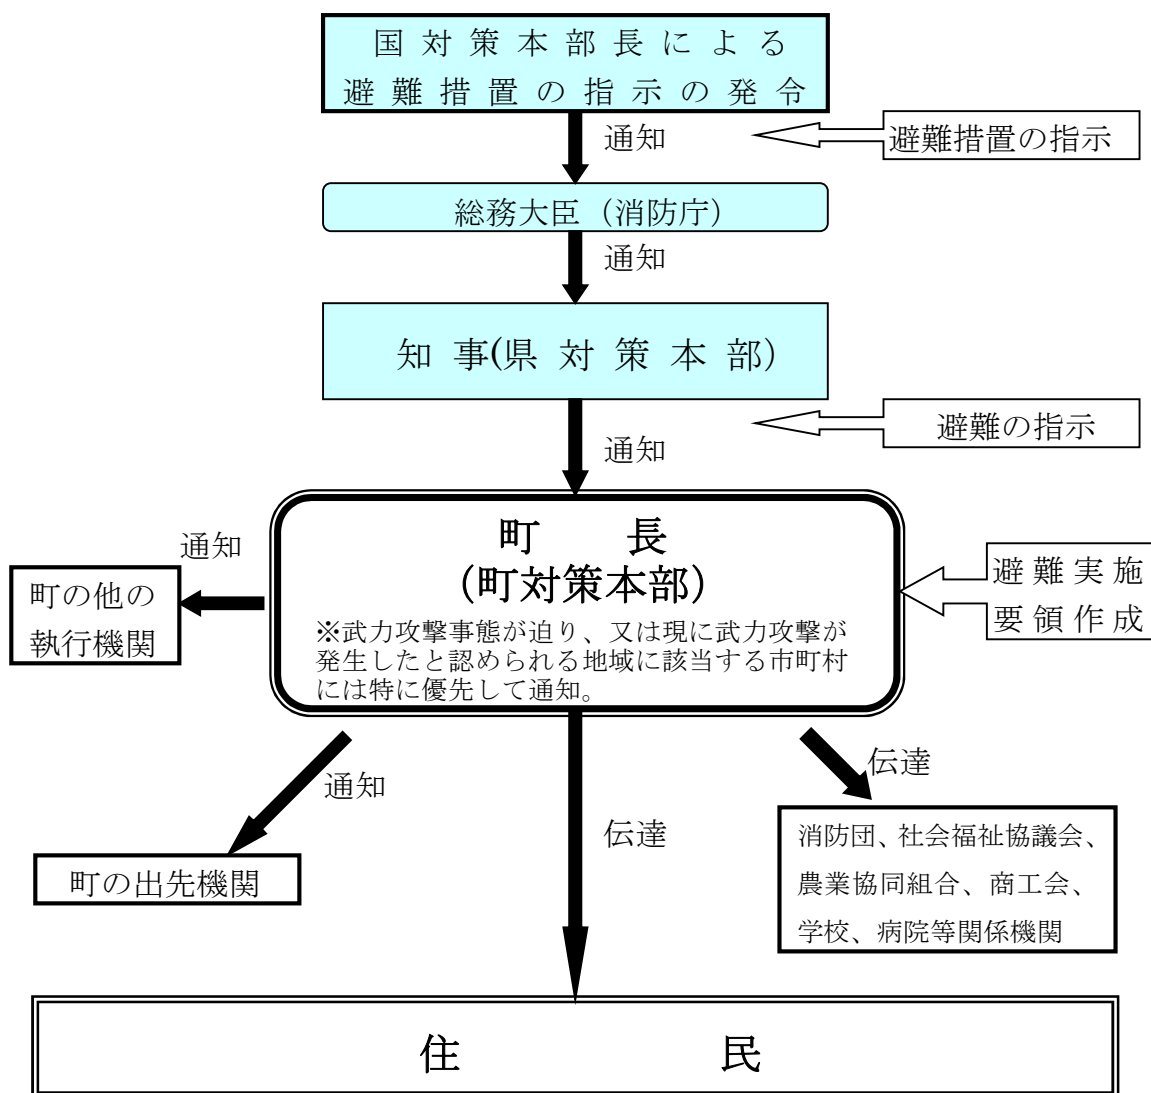 国対策本部長による
避難措置の指示の発令
通知
避難措置の指示
総務大臣（消防庁）
通知
知事(県対策本部)
通知
避難の指示
町長
(町対策本部)
※武力攻撃事態が迫り、又は現に武力攻撃が
発生したと認められる地域に該当する市町村
には特に優先して通知。
通知
町の他の
執行機関
避難実施
要領作成
通知
町の出先機関
伝達
伝達
消防団、社会福祉協議会、
農業協同組合、商工会、
学校、病院等関係機関
住民